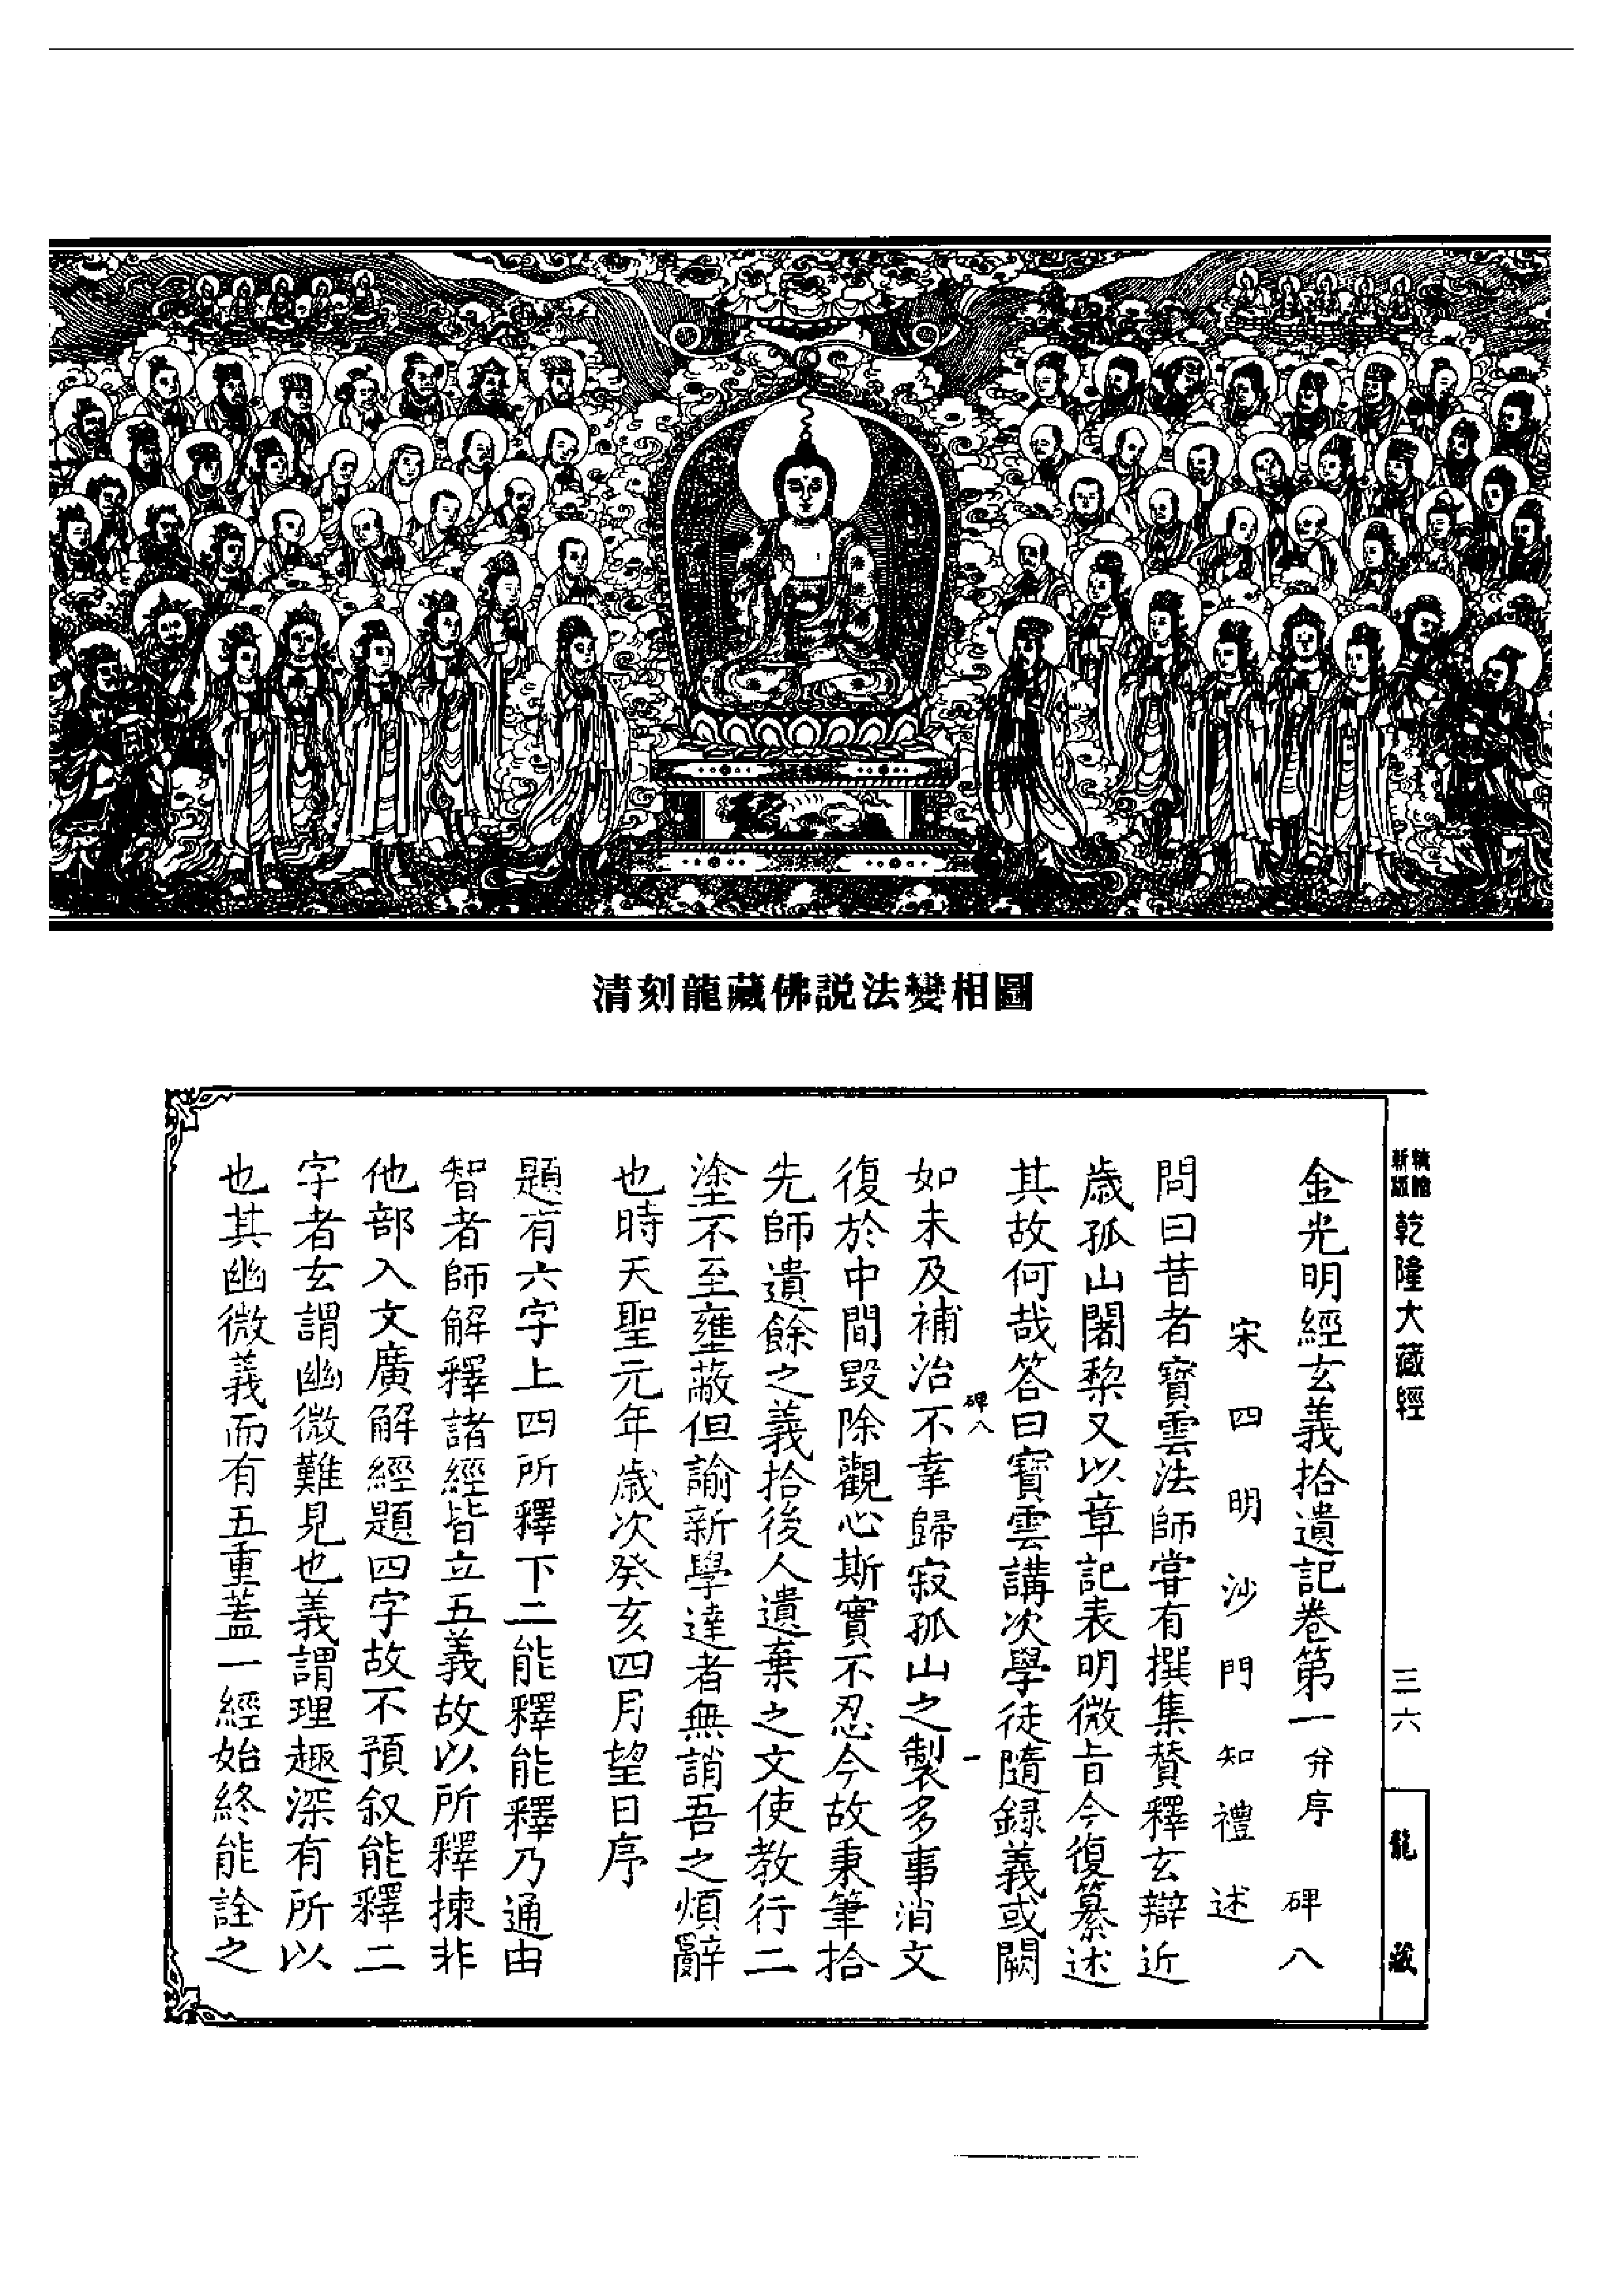 清刻龍藏佛説法變相圖
新版
乾隆大藏經
三六
龍藏
金光明經玄義拾遺記卷第一 并序 碑八
宋四明沙門知禮述
問曰昔者寶雲法師甞有撰集賛釋玄辯近
歳孤山闍棃又以章記表明微旨今復纂述
其故何哉答曰寶雲講次學徒隨録義或闕
碑八 一
如未及補治不幸歸寂孤山之製多事消文
復於中間毀除觀心斯實不忍今故秉筆拾
先師遺餘之義拾後人遺棄之文使教行二
塗不至壅蔽但諭新學達者無誚吾之煩辭
也時天聖元年歳次癸亥四月望日序
題有六字上四所釋下二能釋能釋乃通由
智者師解釋諸經皆立五義故以所釋揀非
他部入文廣解經題四字故不預叙能釋二
字者玄謂幽微難見也義謂理趣深有所以
也其幽微義而有五重蓋一經始終能詮之